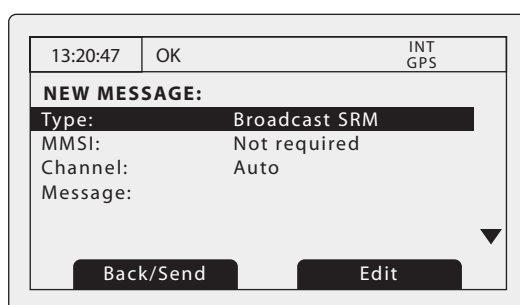 13:20:47 OK INT GPS
NEW MESSAGE:
Type: Broadcast SRM
MMSI: Not required
Channel: Auto
Message:
Back/Send Edit